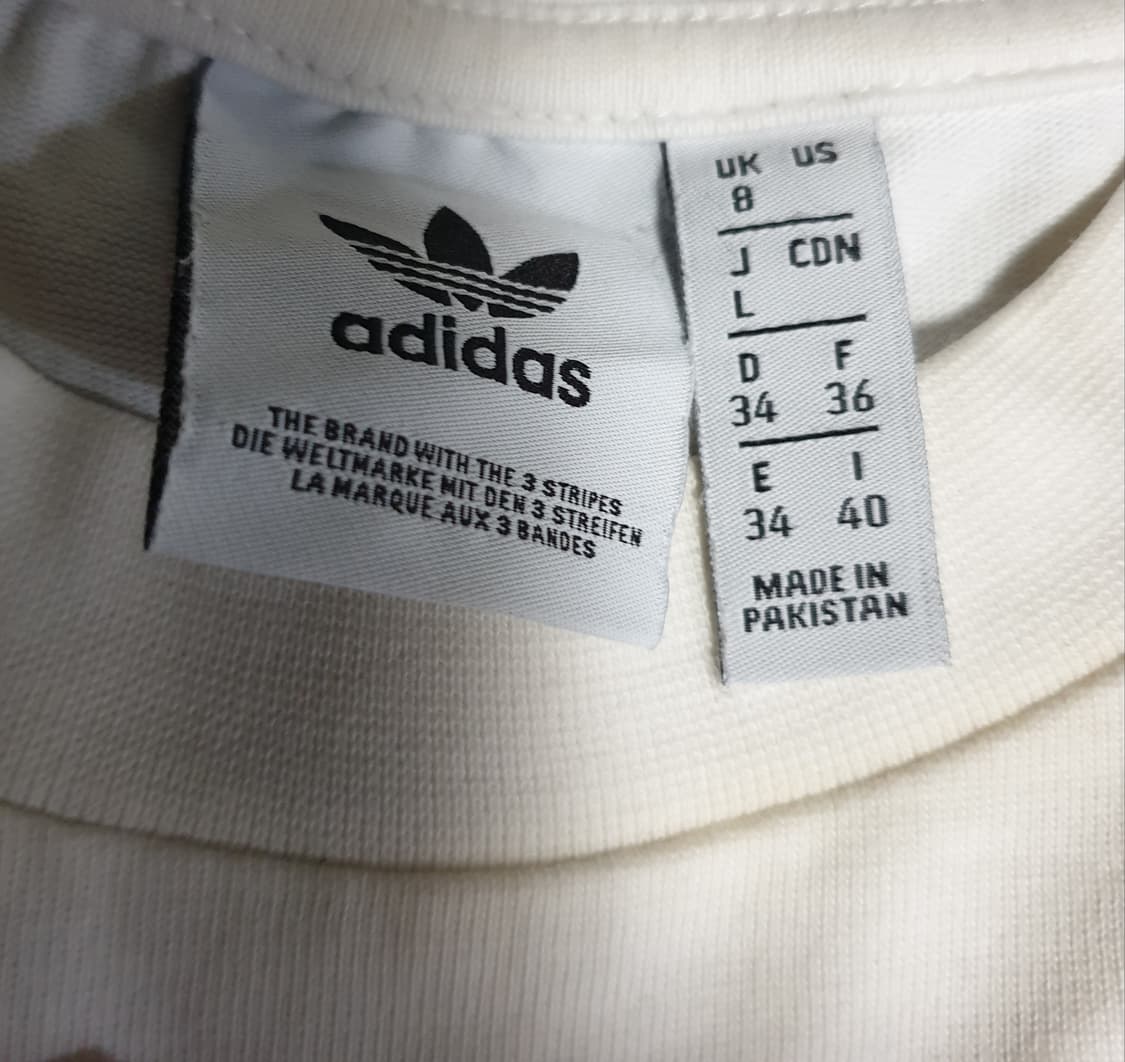 adidas
THE BRAND WITH THE 3 STRIPES
DIE WELTMARKE MIT DEN 3 STREIFEN
LA MARQUE AUX 3 BANDES
UK US
8
J CDN
L
D F
34 36
E I
34 40
MADE IN
PAKISTAN